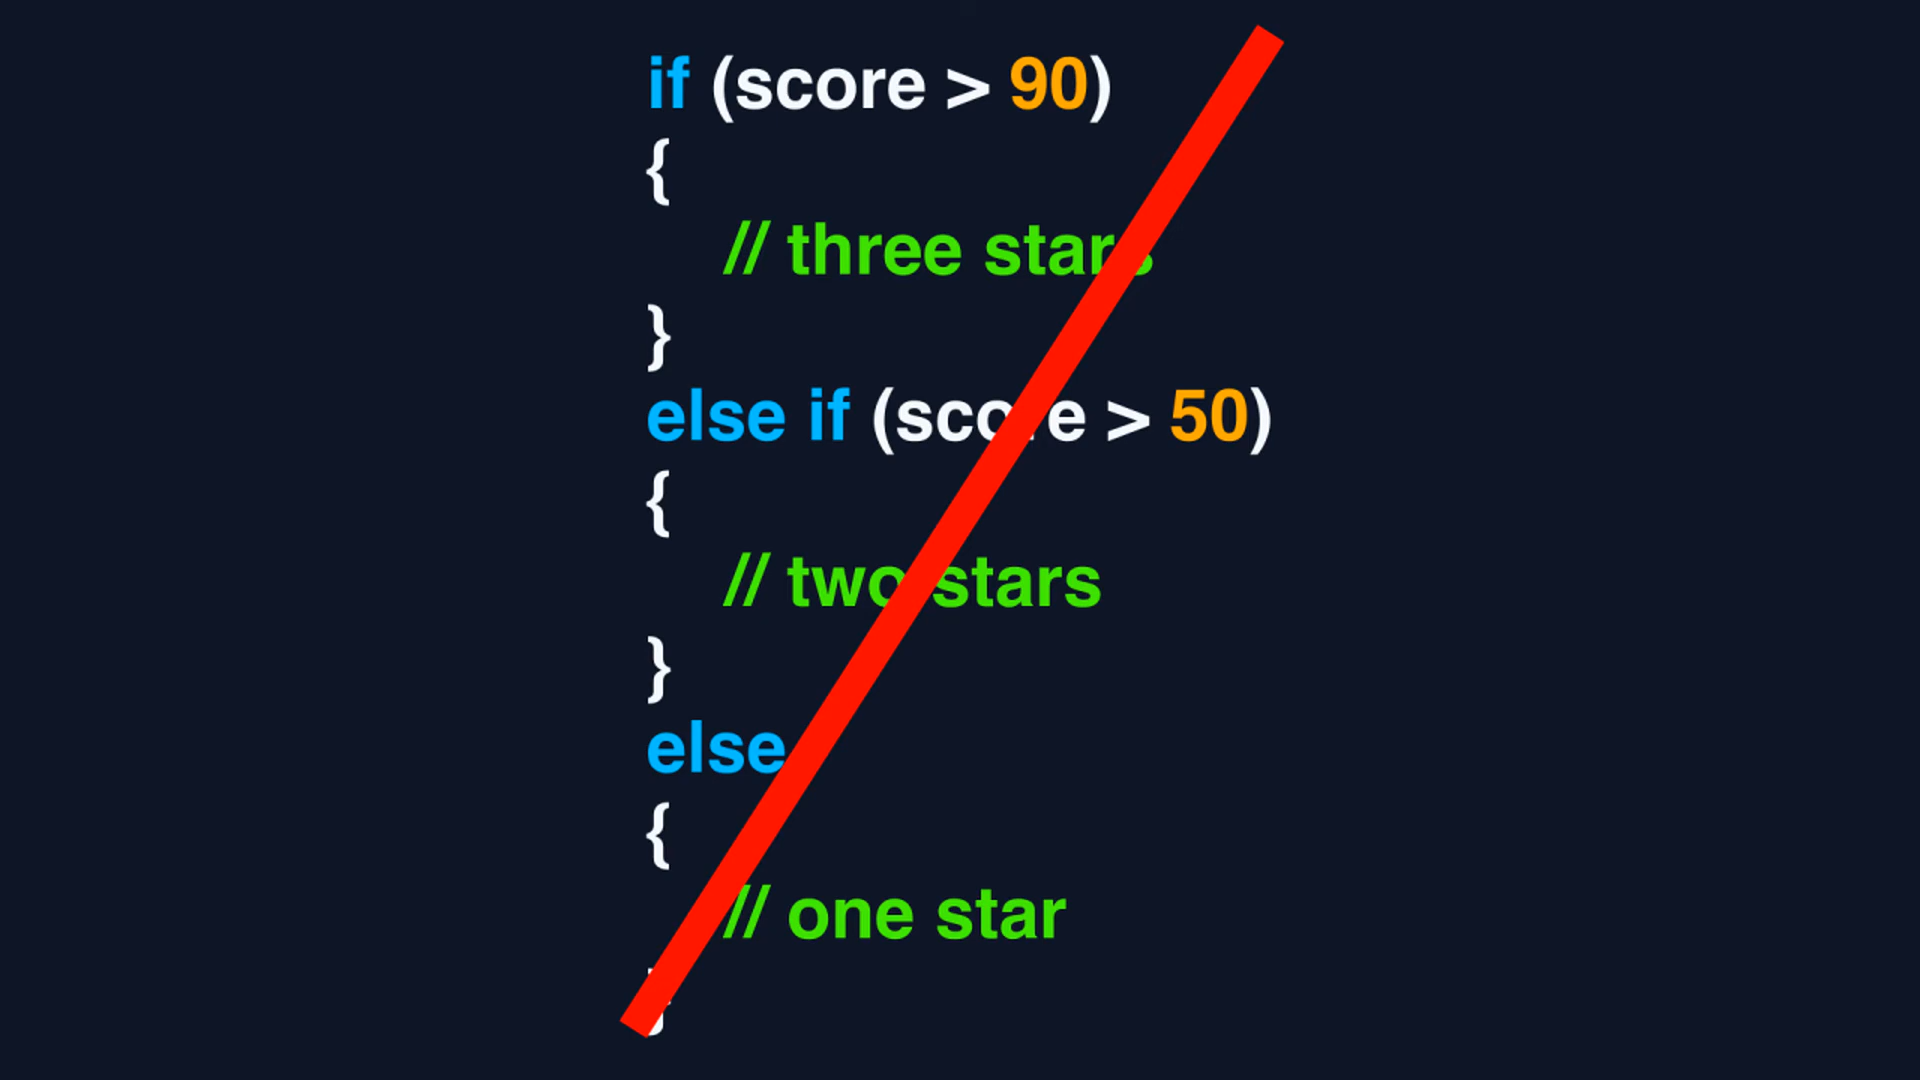 if (score > 90)
{
// three stars
}
else if (score > 50)
{
// two stars
}
else
{
// one star
}